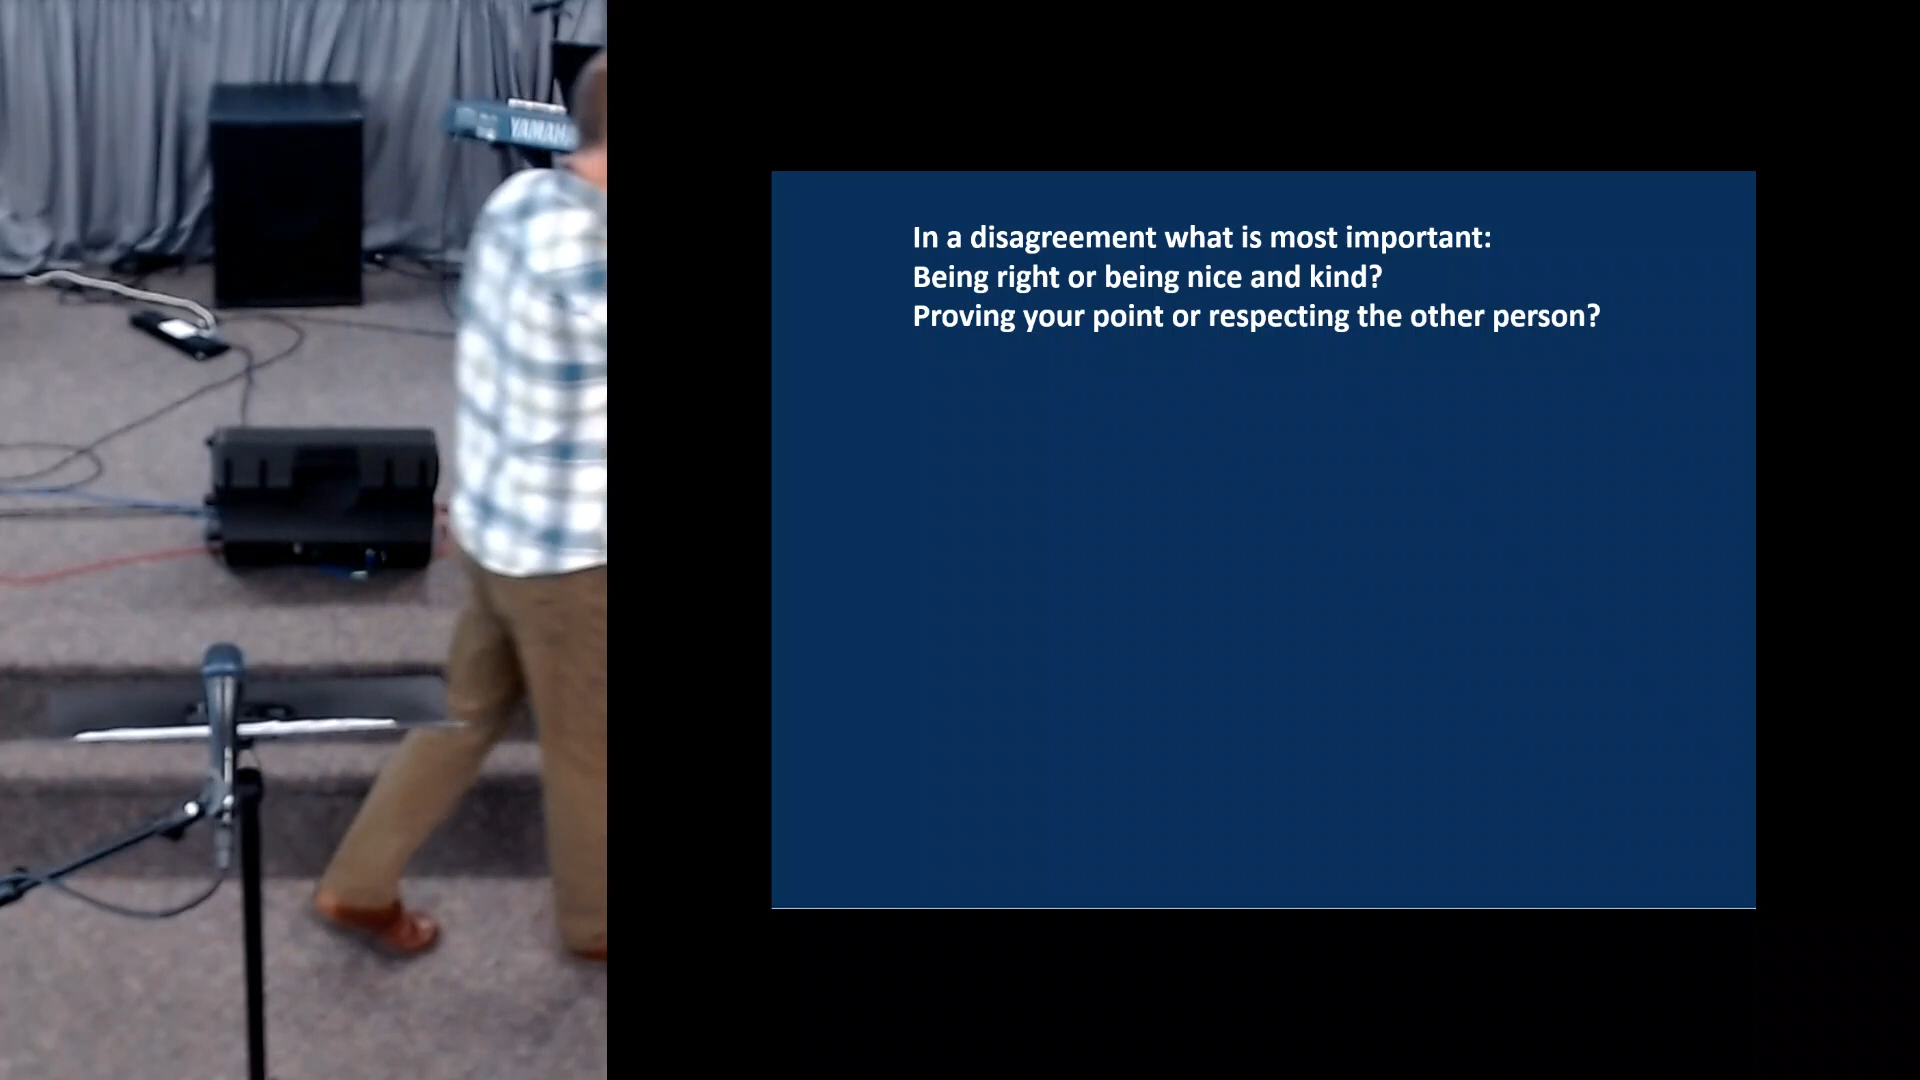 YAMAH
In a disagreement what is most important:
Being right or being nice and kind?
Proving your point or respecting the other person?